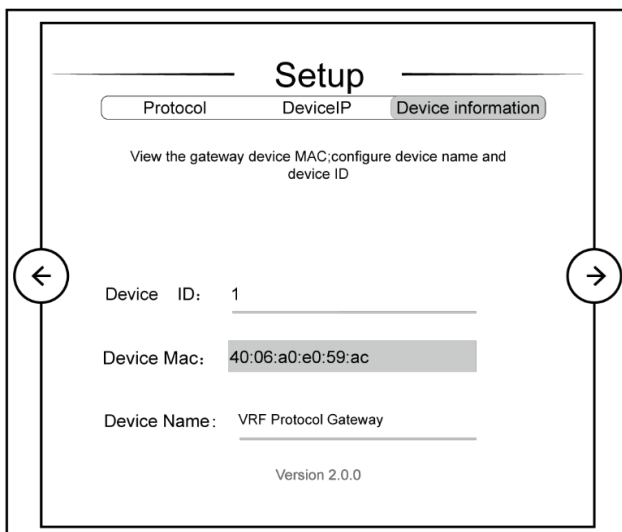 Setup
Protocol DeviceIP Device information
View the gateway device MAC;configure device name and
device ID
Device ID: 1
Device Mac: 40:06:a0:e0:59:ac
Device Name: VRF Protocol Gateway
Version 2.0.0